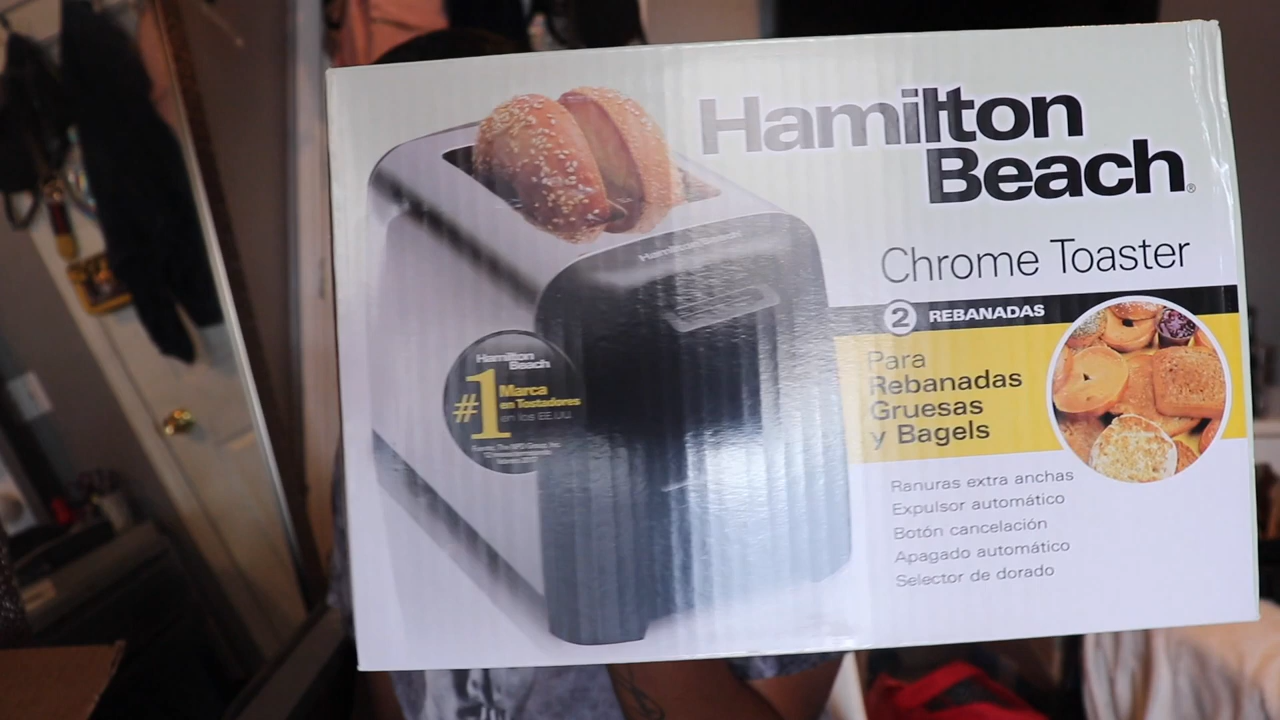 Hamilton
Beach®
Chrome Toaster
2 REBANADAS
Para
Rebanadas
Gruesas
y Bagels
Ranuras extra anchas
Expulsor automático
Botón cancelación
Apagado automático
Selector de dorado
Hamilton Beach
Hamilton
Beach
#1 Marca
en Tostadores
en los EE.UU.